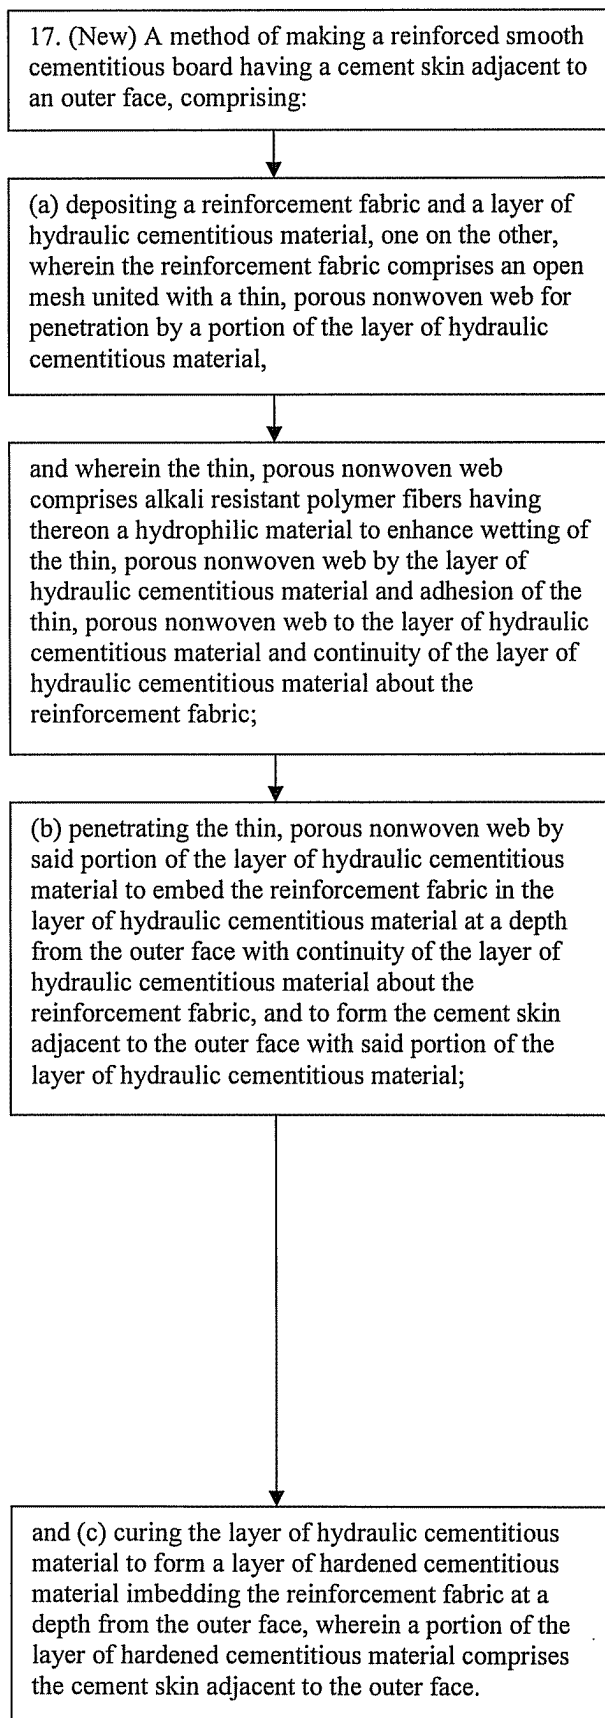 17. (New) A method of making a reinforced smooth
cementitious board having a cement skin adjacent to
an outer face, comprising:
(a) depositing a reinforcement fabric and a layer of
hydraulic cementitious material, one on the other,
wherein the reinforcement fabric comprises an open
mesh united with a thin, porous nonwoven web for
penetration by a portion of the layer of hydraulic
cementitious material,
and wherein the thin, porous nonwoven web
comprises alkali resistant polymer fibers having
thereon a hydrophilic material to enhance wetting of
the thin, porous nonwoven web by the layer of
hydraulic cementitious material and adhesion of the
thin, porous nonwoven web to the layer of hydraulic
cementitious material and continuity of the layer of
hydraulic cementitious material about the
reinforcement fabric;
(b) penetrating the thin, porous nonwoven web by
said portion of the layer of hydraulic cementitious
material to embed the reinforcement fabric in the
layer of hydraulic cementitious material at a depth
from the outer face with continuity of the layer of
hydraulic cementitious material about the
reinforcement fabric, and to form the cement skin
adjacent to the outer face with said portion of the
layer of hydraulic cementitious material;
and (c) curing the layer of hydraulic cementitious
material to form a layer of hardened cementitious
material imbedding the reinforcement fabric at a
depth from the outer face, wherein a portion of the
layer of hardened cementitious material comprises
the cement skin adjacent to the outer face.